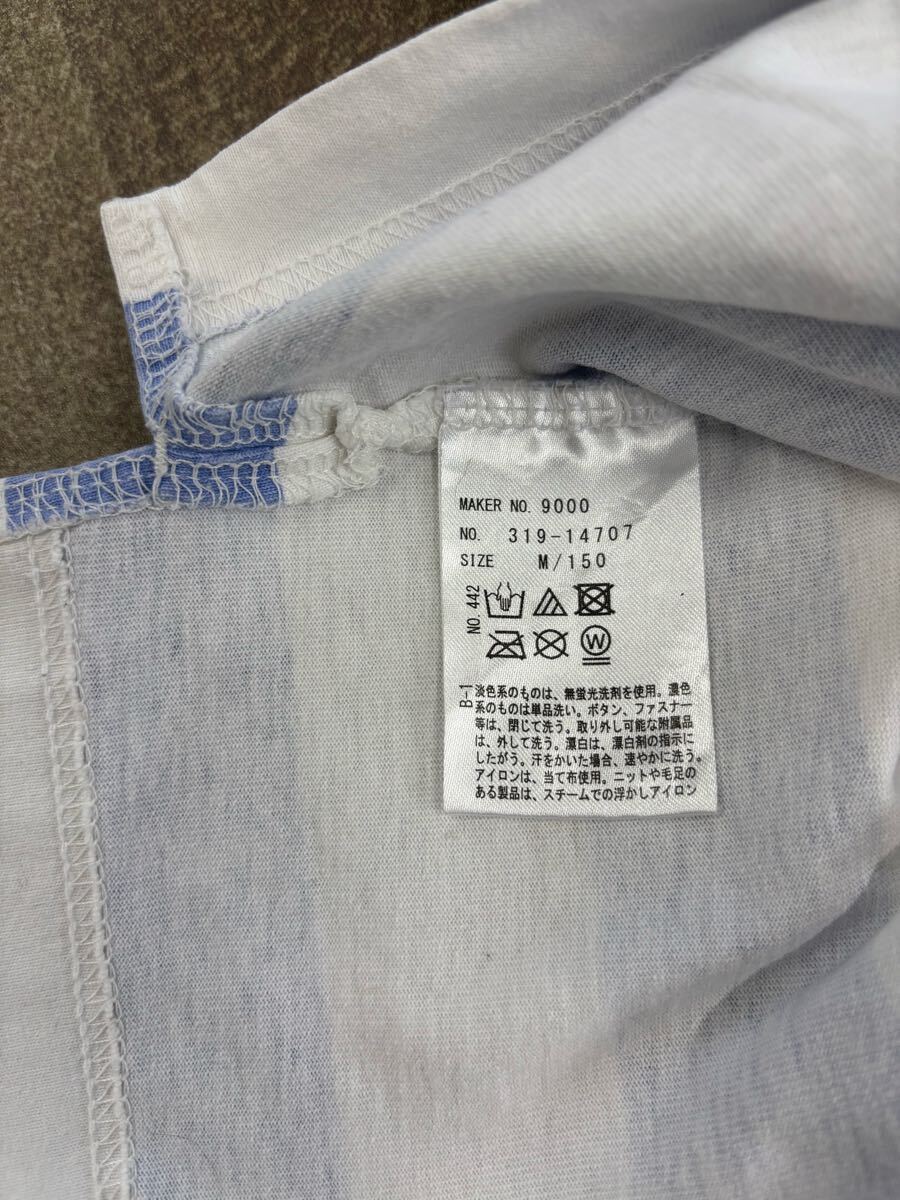 MAKER NO. 9000
NO. 319-14707
SIZE M/150
NO 442
W
B-1
淡色系のものは、無蛍光洗剤を使用。濃色
系のものは単品洗い。ボタン、ファスナー
等は、閉じて洗う。取り外し可能な附属品
は、外して洗う。漂白は、漂白剤の指示に
したがう。汗をかいた場合、速やかに洗う。
アイロンは、当て布使用。ニットや毛足の
ある製品は、スチームでの浮かしアイロン